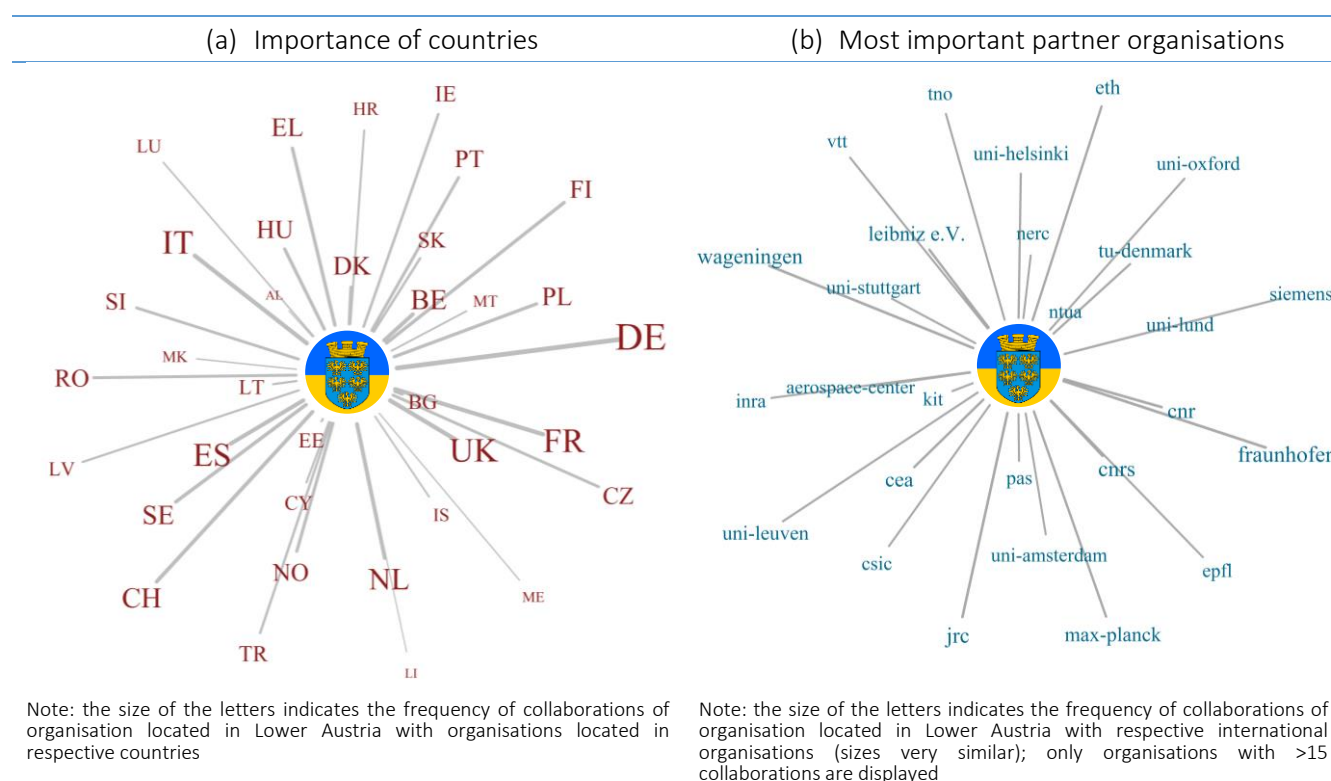 (a) Importance of countries
(b) Most important partner organisations
IE
HR
EL
LU
PT
FI
HU
IT
SK
DK
AL
BE
MT
PL
SI
DE
MK
RO
LT
BG
EE
ES
UK
FR
LV
CZ
CY
SE
IS
NO
NL
CH
ME
TR
LI
eth
tno
vtt
uni-helsinki
uni-oxford
leibniz e.V.
nerc
tu-denmark
wageningen
uni-stuttgart
siemens
ntua
uni-lund
aerospace-center
inra
kit
cnr
fraunhofer
cnrs
cea
pas
uni-leuven
csic
uni-amsterdam
epfl
jrc
max-planck
Note: the size of the letters indicates the frequency of collaborations of
organisation located in Lower Austria with organisations located in
respective countries
Note: the size of the letters indicates the frequency of collaborations of
organisation located in Lower Austria with respective international
organisations (sizes very similar); only organisations with >15
collaborations are displayed